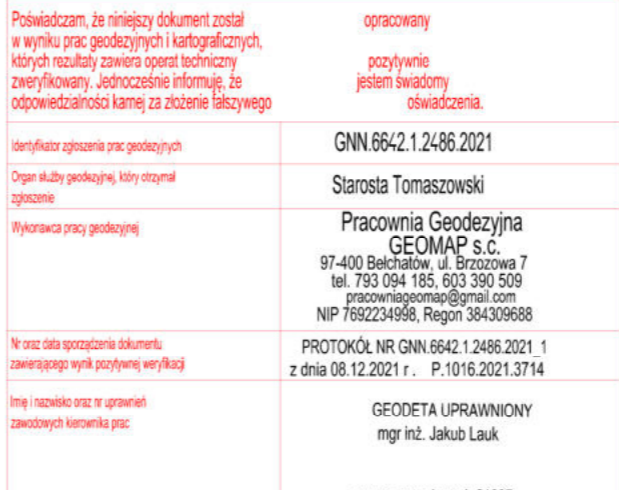 Poświadczam, że niniejszy dokument został opracowany
w wyniku prac geodezyjnych i kartograficznych,
których rezultaty zawiera operat techniczny pozytywnie
zweryfikowany. Jednocześnie informuję, że jestem świadomy
odpowiedzialności karnej za złożenie fałszywego oświadczenia.
Identyfikator zgłoszenia prac geodezyjnych GNN.6642.1.2486.2021
Organ służby geodezyjnej, który otrzymał
zgłoszenie
Starosta Tomaszowski
Wykonawca pracy geodezyjnej
Pracownia Geodezyjna
GEOMAP s.c.
97-400 Bełchatów, ul. Brzozowa 7
tel. 793 094 185, 603 390 509
pracowniageomap@gmail.com
NIP 7692234998, Regon 384309688
Nr oraz data sporządzenia dokumentu
zawierającego wynik pozytywnej weryfikacji
PROTOKÓŁ NR GNN.6642.1.2486.2021_1
z dnia 08.12.2021 r . P.1016.2021.3714
Imię i nazwisko oraz nr uprawnień
zawodowych kierownika prac
GEODETA UPRAWNIONY
mgr inż. Jakub Lauk